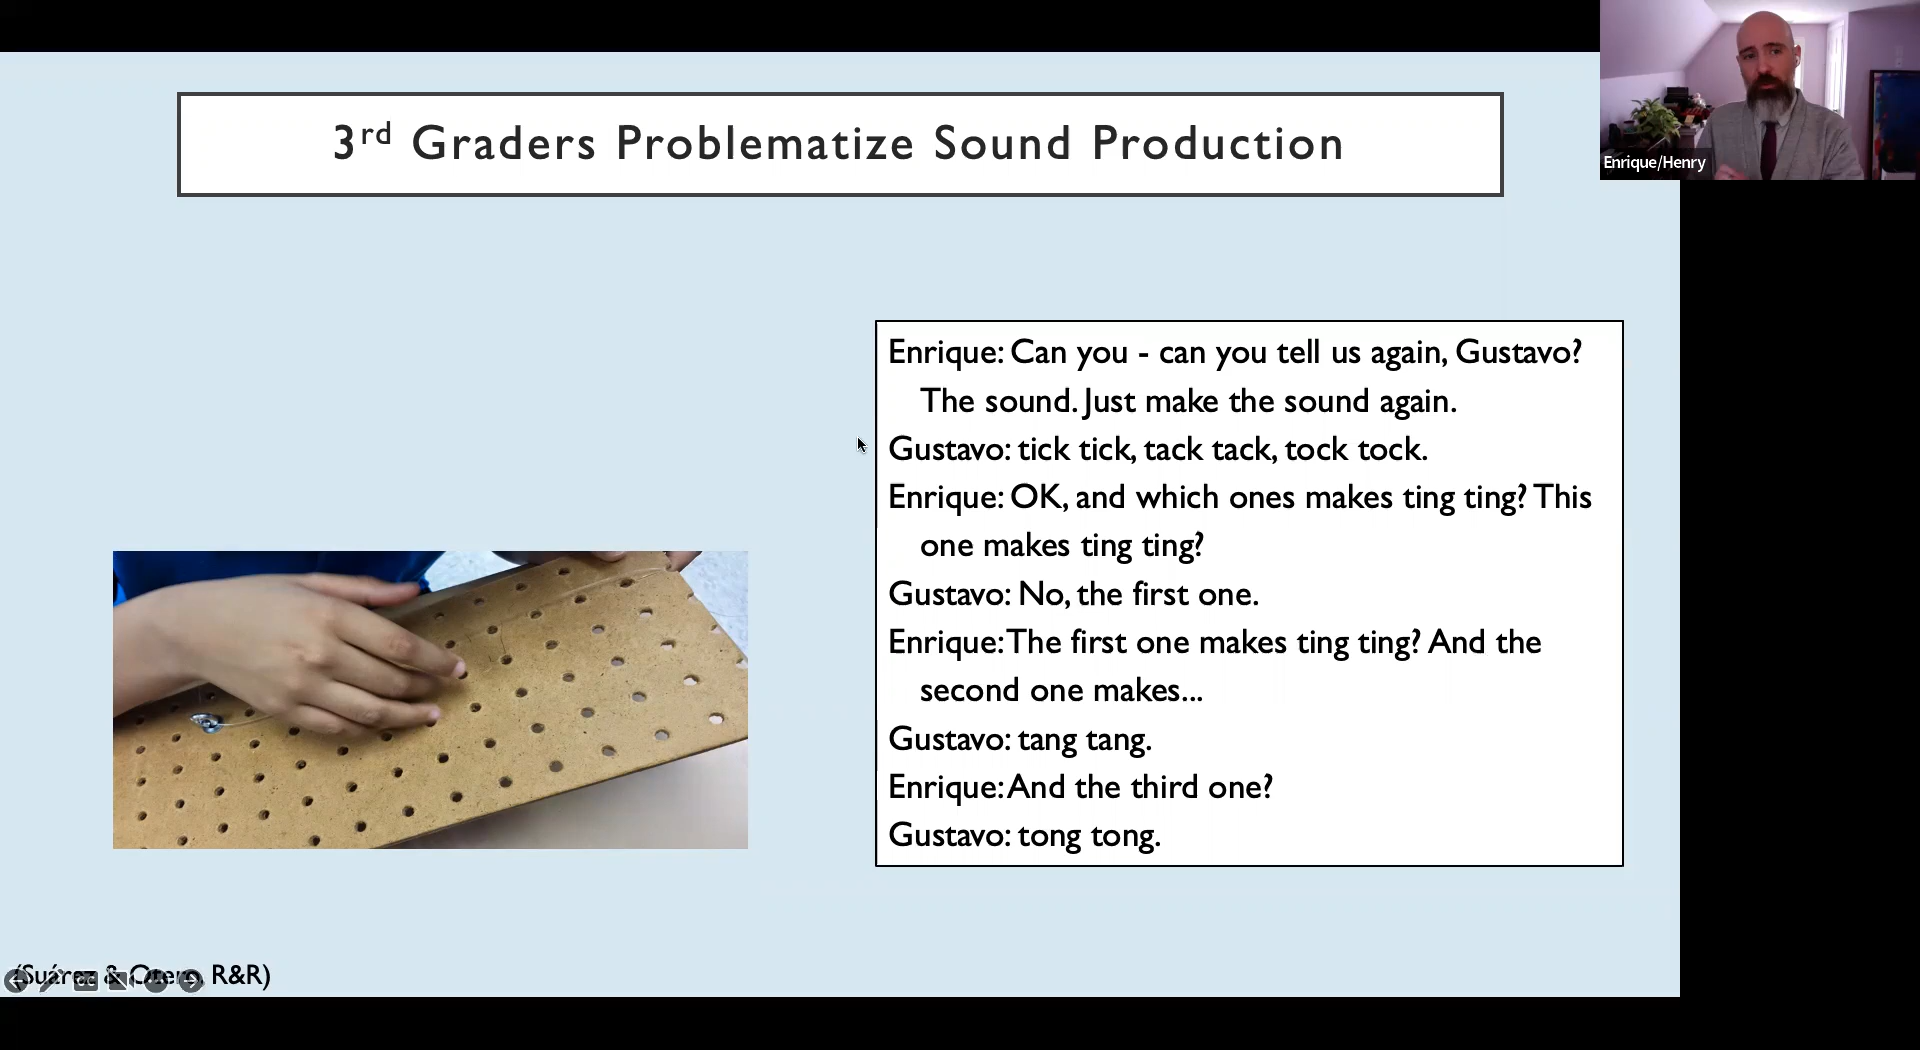 3rd Graders Problematize Sound Production
Enrique/Henry
Enrique: Can you - can you tell us again, Gustavo?
The sound. Just make the sound again.
Gustavo: tick tick, tack tack, tock tock.
Enrique: OK, and which ones makes ting ting? This
one makes ting ting?
Gustavo: No, the first one.
Enrique: The first one makes ting ting? And the
second one makes...
Gustavo: tang tang.
Enrique: And the third one?
Gustavo: tong tong.
(Suárez & Otero, R&R)